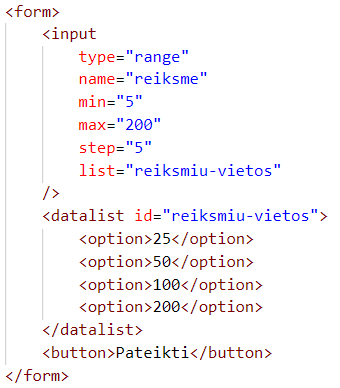 <form>
<input
type="range"
name="reiksme"
min="5"
max="200"
step="5"
list="reiksmiu-vietos"
/>
<datalist id="reiksmiu-vietos">
<option>25</option>
<option>50</option>
<option>100</option>
<option>200</option>
</datalist>
<button>Pateikti</button>
</form>